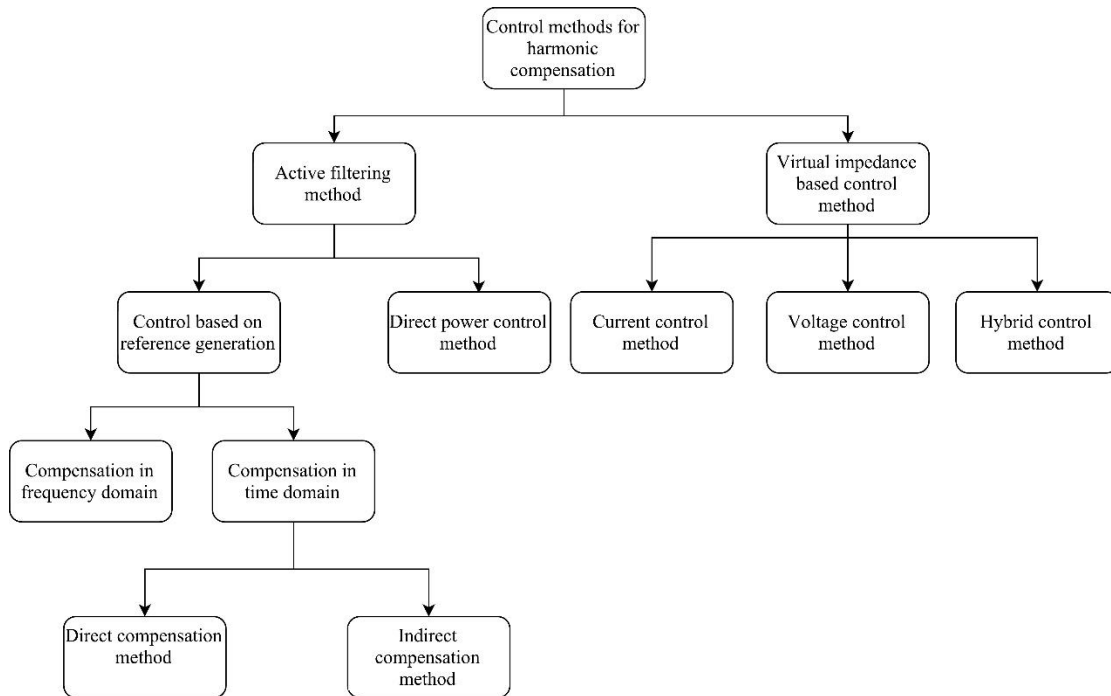 Control methods for
harmonic
compensation
Active filtering
method
Virtual impedance
based control
method
Control based on
reference generation
Direct power control
method
Current control
method
Voltage control
method
Hybrid control
method
Compensation in
frequency domain
Compensation in
time domain
Direct compensation
method
Indirect
compensation
method